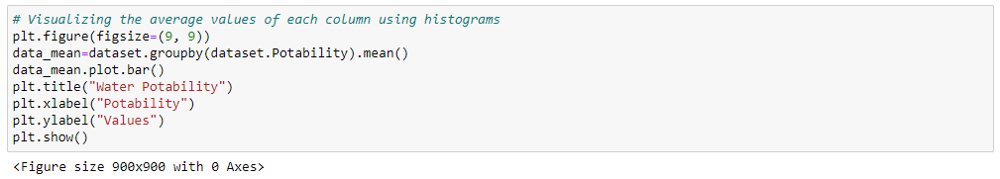 # Visualizing the average values of each column using histograms
plt.figure(figsize=(9, 9))
data_mean=dataset.groupby(dataset.Potability).mean()
data_mean.plot.bar()
plt.title("Water Potability")
plt.xlabel("Potability")
plt.ylabel("Values")
plt.show()
<Figure size 900x900 with 0 Axes>